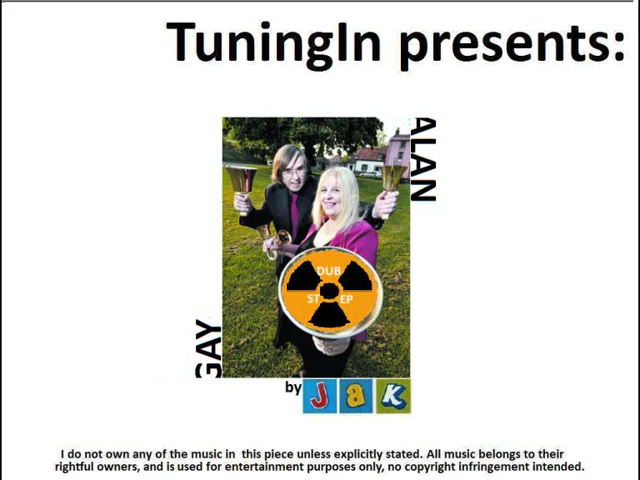 TuningIn presents:
ALAN
DUB
ST EP
GAY
by Jak
I do not own any of the music in this piece unless explicitly stated. All music belongs to their
rightful owners, and is used for entertainment purposes only, no copyright infringement intended.